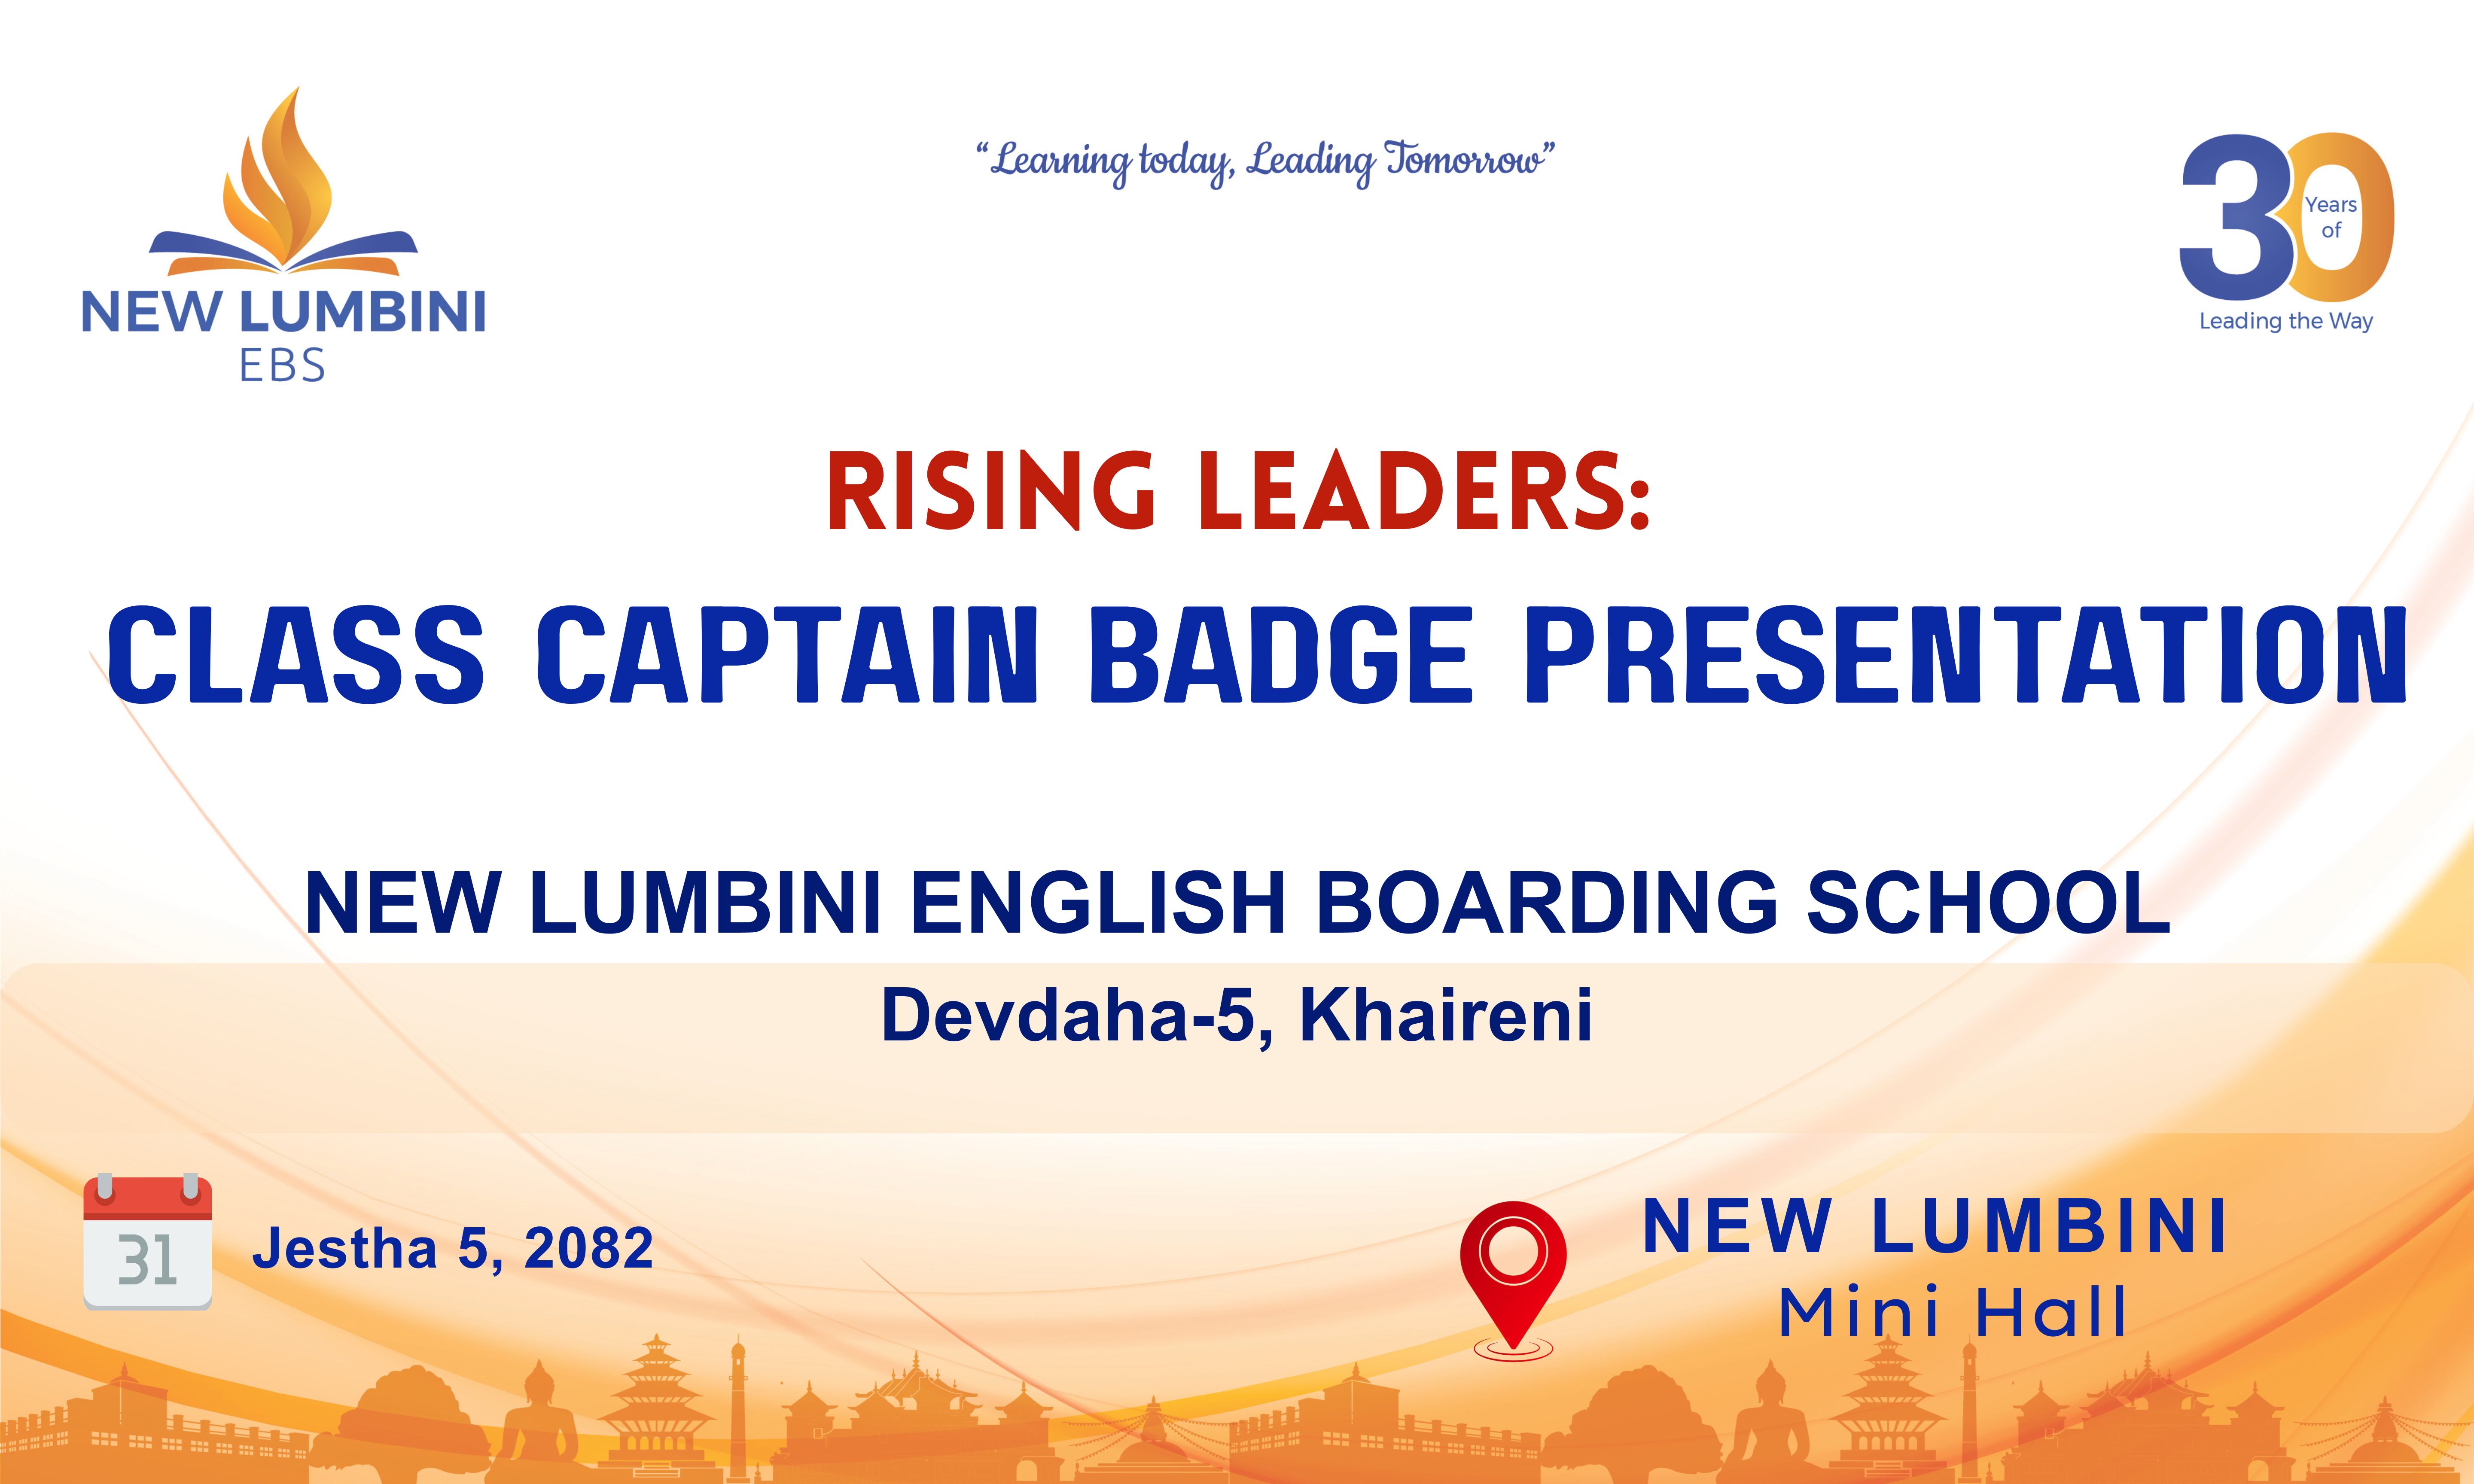 NEW LUMBINI
EBS
“Learning today, Leading Tomorrow”
30
Years
of
Leading the Way
RISING LEADERS:
CLASS CAPTAIN BADGE PRESENTATION
NEW LUMBINI ENGLISH BOARDING SCHOOL
Devdaha-5, Khaireni
31
Jestha 5, 2082
NEW LUMBINI
Mini Hall